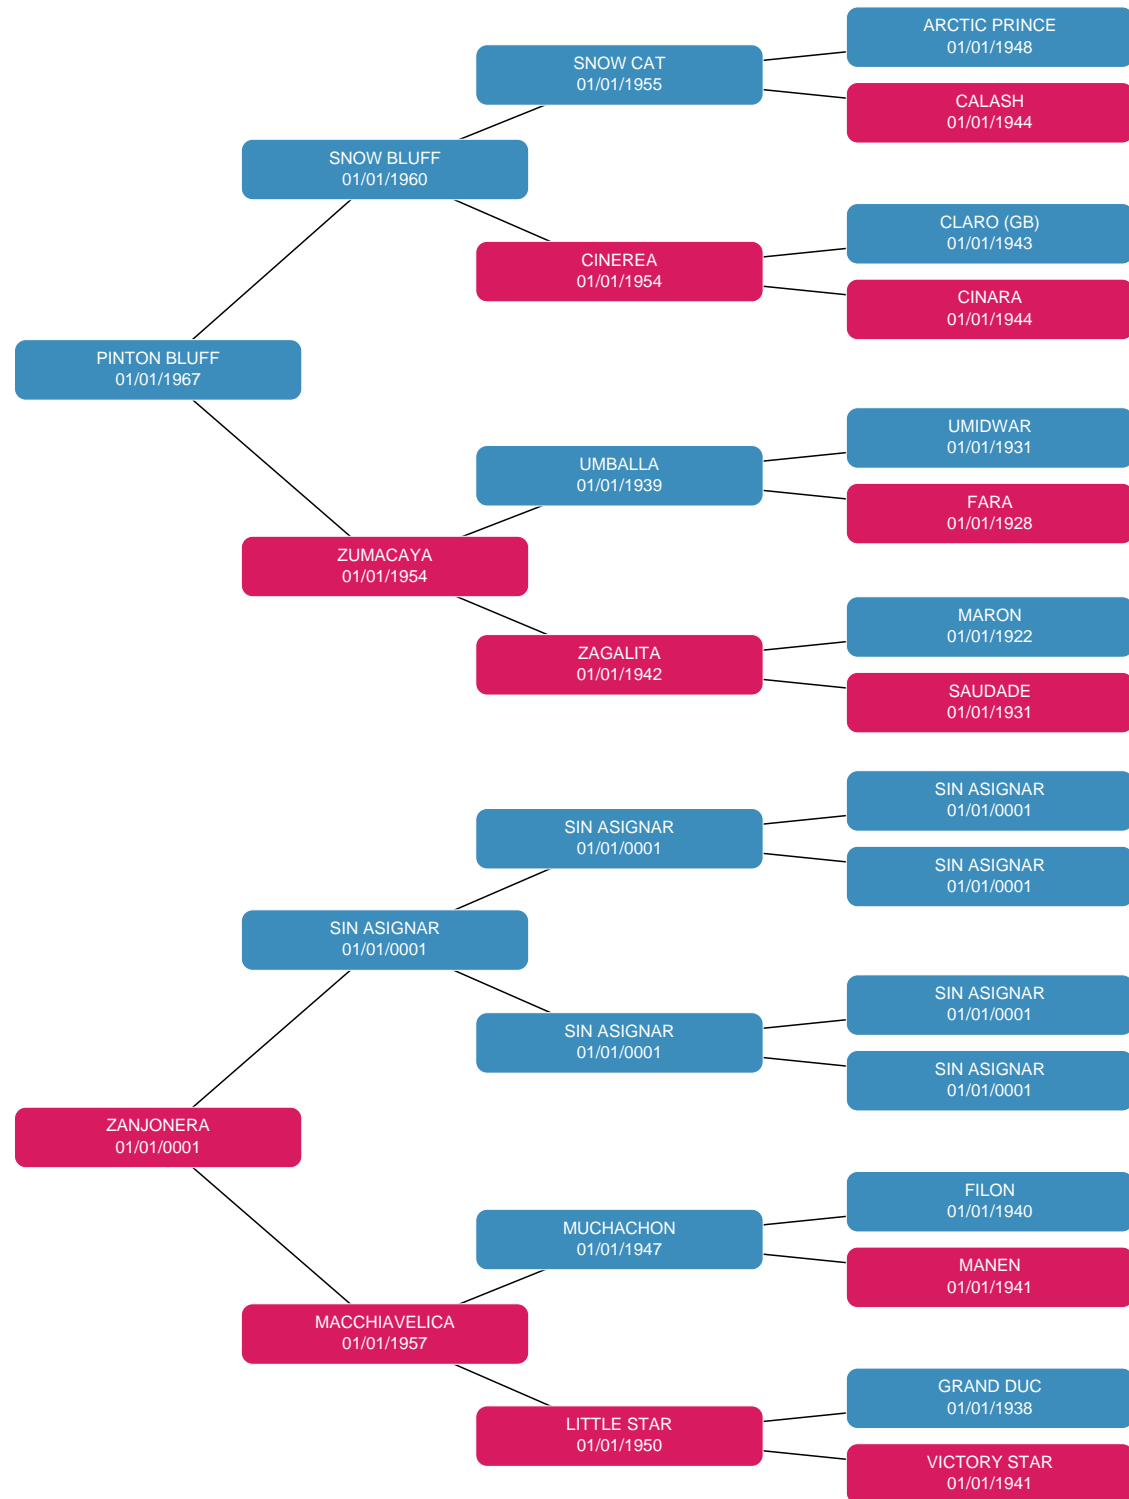 ARCTIC PRINCE
01/01/1948
SNOW CAT
01/01/1955
CALASH
01/01/1944
SNOW BLUFF
01/01/1960
CLARO (GB)
01/01/1943
CINEREA
01/01/1954
CINARA
01/01/1944
PINTON BLUFF
01/01/1967
UMIDWAR
01/01/1931
UMBALLA
01/01/1939
FARA
01/01/1928
ZUMACAYA
01/01/1954
MARON
01/01/1922
ZAGALITA
01/01/1942
SAUDADE
01/01/1931
SIN ASIGNAR
01/01/0001
SIN ASIGNAR
01/01/0001
SIN ASIGNAR
01/01/0001
SIN ASIGNAR
01/01/0001
SIN ASIGNAR
01/01/0001
SIN ASIGNAR
01/01/0001
SIN ASIGNAR
01/01/0001
ZANJONERA
01/01/0001
FILON
01/01/1940
MUCHACHON
01/01/1947
MANEN
01/01/1941
MACCHIAVELICA
01/01/1957
GRAND DUC
01/01/1938
LITTLE STAR
01/01/1950
VICTORY STAR
01/01/1941